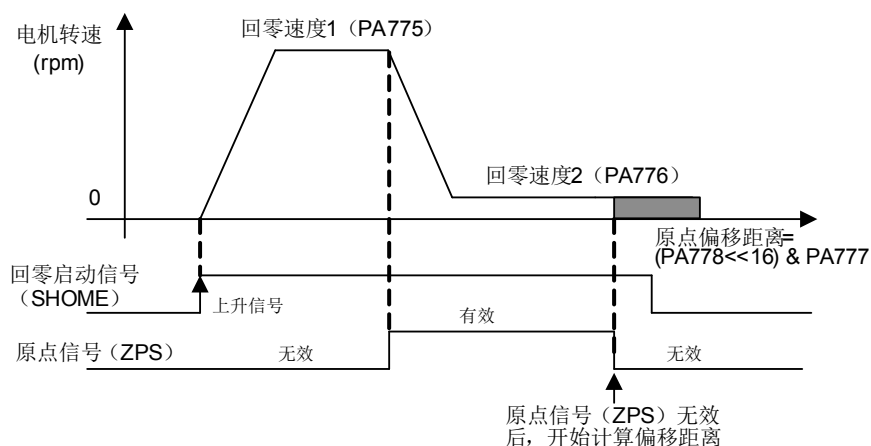 回零速度1（PA775）
电机转速
(rpm)
回零速度2（PA776）
0
原点偏移距离=
(PA778<<16) & PA777
回零启动信号
（SHOME）
上升信号
有效
原点信号（ZPS）
无效
无效
原点信号（ZPS）无效
后，开始计算偏移距离